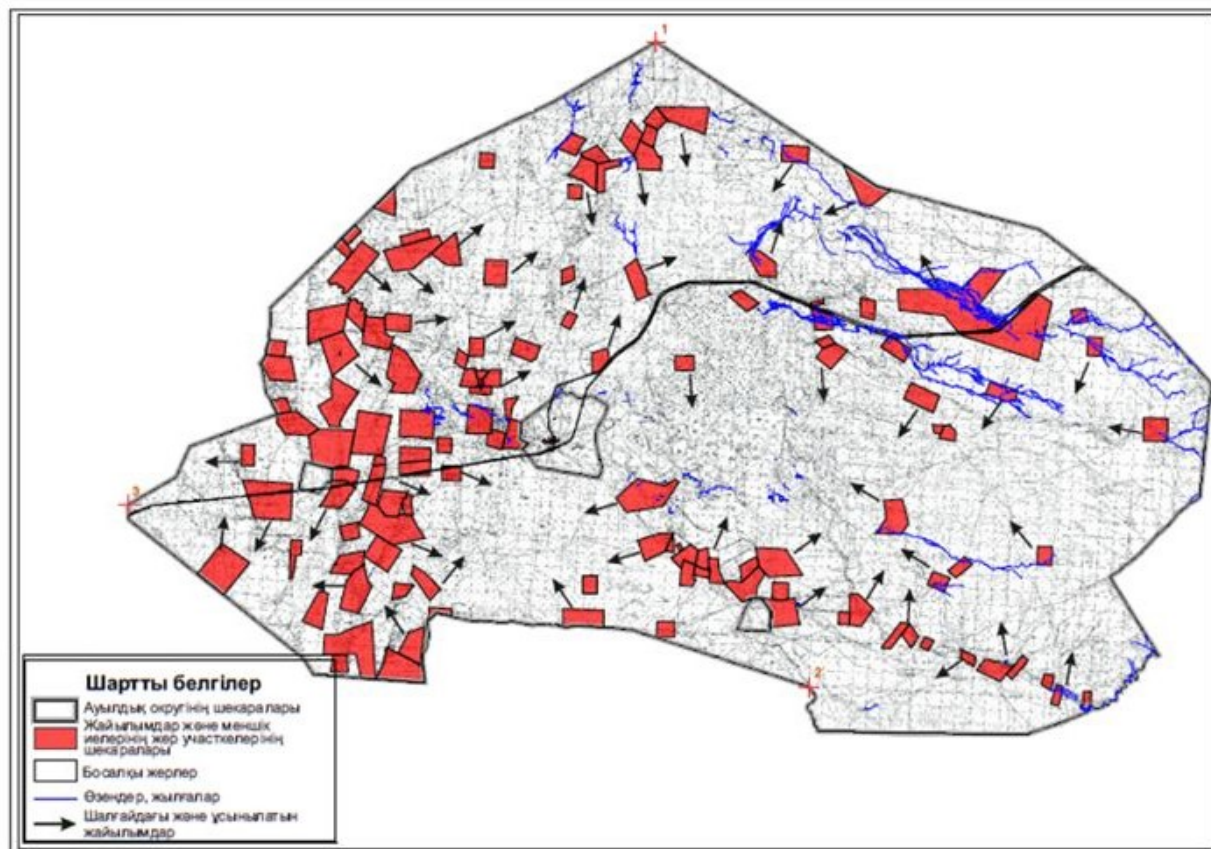 1
3
2
Шартты белгілер
Ауылдық округінің шекаралары
Жайылымдар және меншік
иелерінің жер участкелерінің
шекаралары
Босалқы жерлер
Өзендер, жылғалар
Шалғайдағы және ұсынылатын
жайылымдар